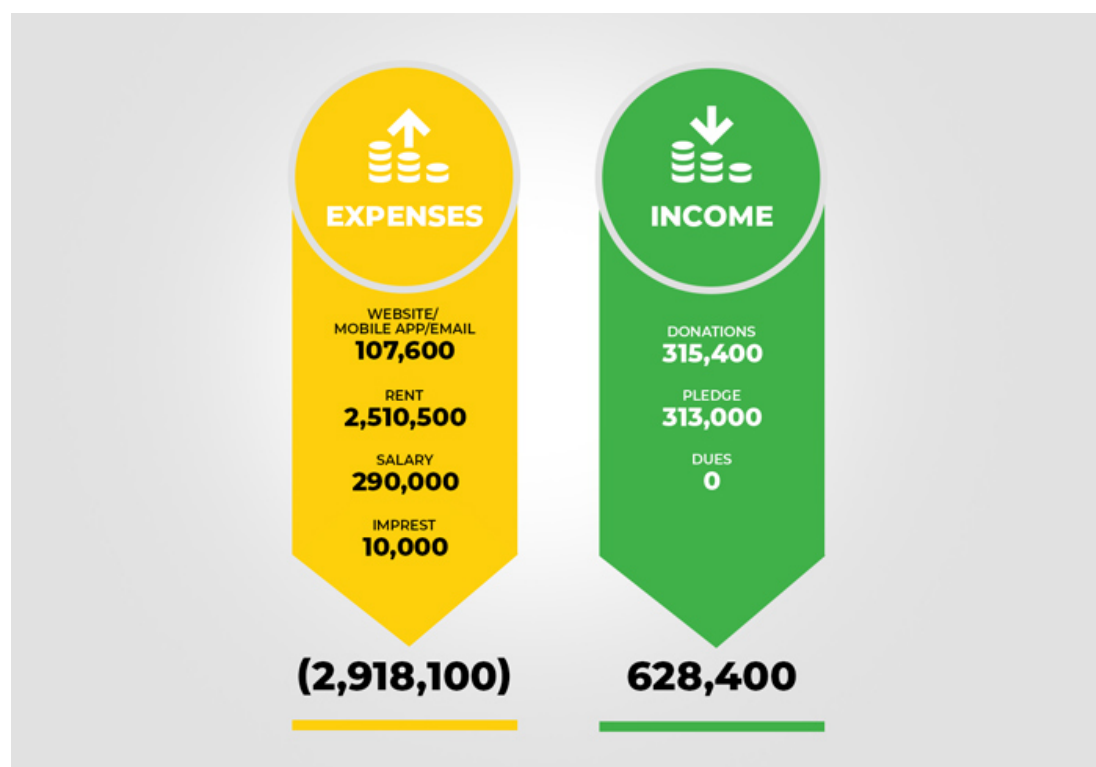 EXPENSES
WEBSITE/
MOBILE APP/EMAIL
107,600
RENT
2,510,500
SALARY
290,000
IMPREST
10,000
(2,918,100)
INCOME
DONATIONS
315,400
PLEDGE
313,000
DUES
0
628,400